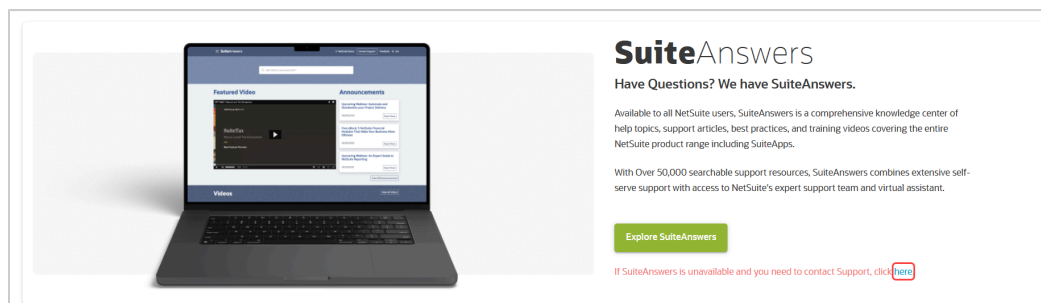 SuiteAnswers
Featured Video
Announcements
SuiteTax
Videos
SuiteAnswers
Have Questions? We have SuiteAnswers.
Available to all NetSuite users, SuiteAnswers is a comprehensive knowledge center of
help topics, support articles, best practices, and training videos covering the entire
NetSuite product range including SuiteApps.
With Over 50,000 searchable support resources, SuiteAnswers combines extensive self-
serve support with access to NetSuite's expert support team and virtual assistant.
Explore SuiteAnswers
If SuiteAnswers is unavailable and you need to contact Support, click here.